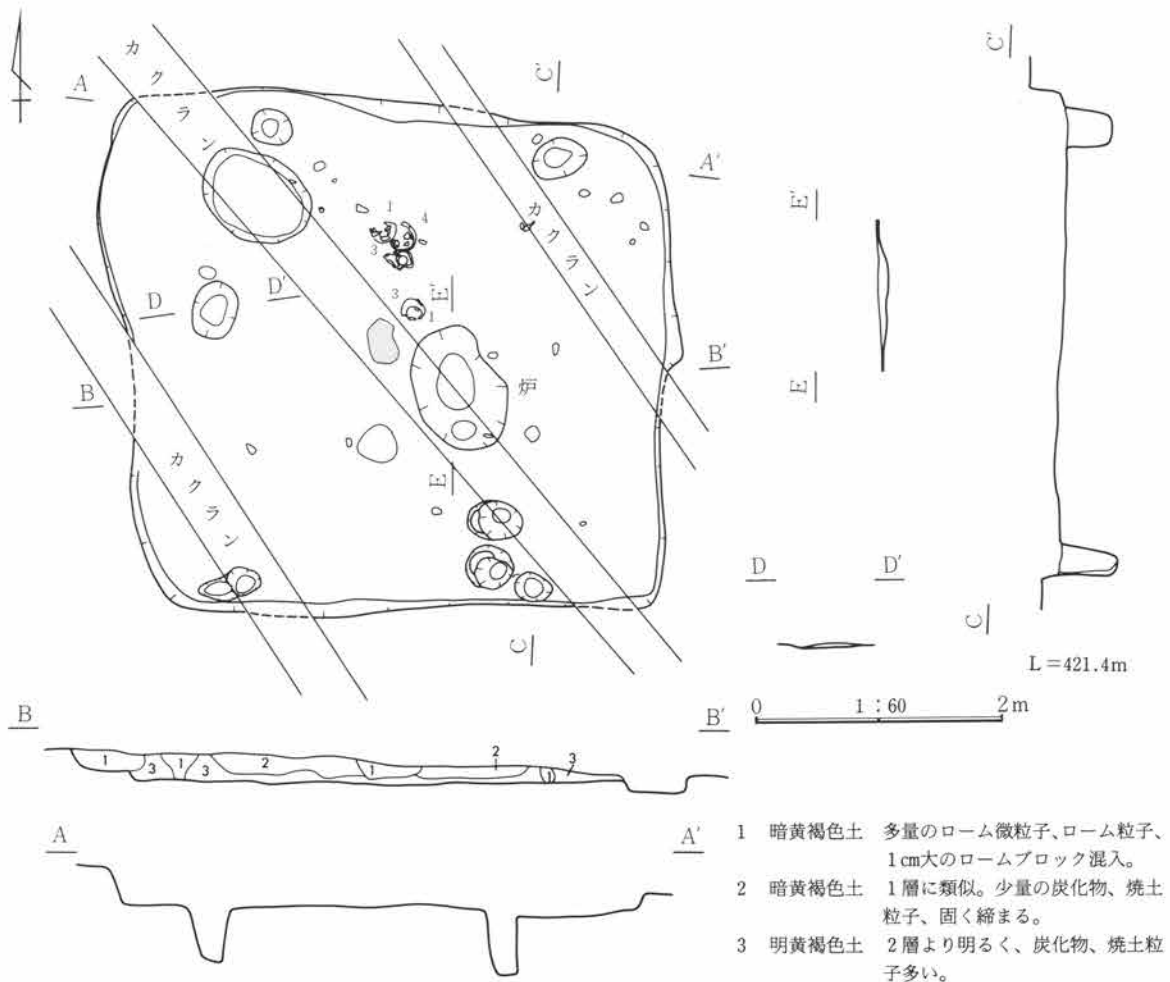 カクラン
A
C'
1
4
3
カクラン
A'
D
D'
E'
3
1
B
炉
B'
カクラン
E
C
C'
E'
E
D
D'
C
L=421.4m
0 1:60 2m
B
B'
1
3
1
3
2
1
2
1
3
A
A'
1 暗黄褐色土 多量のローム微粒子、ローム粒子、
1cm大のロームブロック混入。
2 暗黄褐色土 1層に類似。少量の炭化物、焼土
粒子、固く締まる。
3 明黄褐色土 2層より明るく、炭化物、焼土粒
子多い。